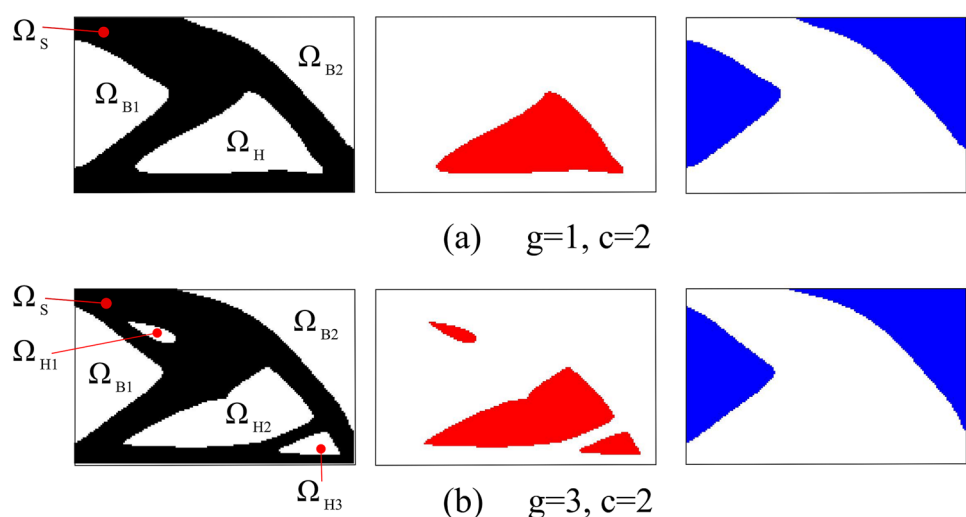 Ω_S
Ω_B1
Ω_B2
Ω_H
(a) g=1, c=2
Ω_S
Ω_H1
Ω_B1
Ω_B2
Ω_H2
Ω_H3
(b) g=3, c=2